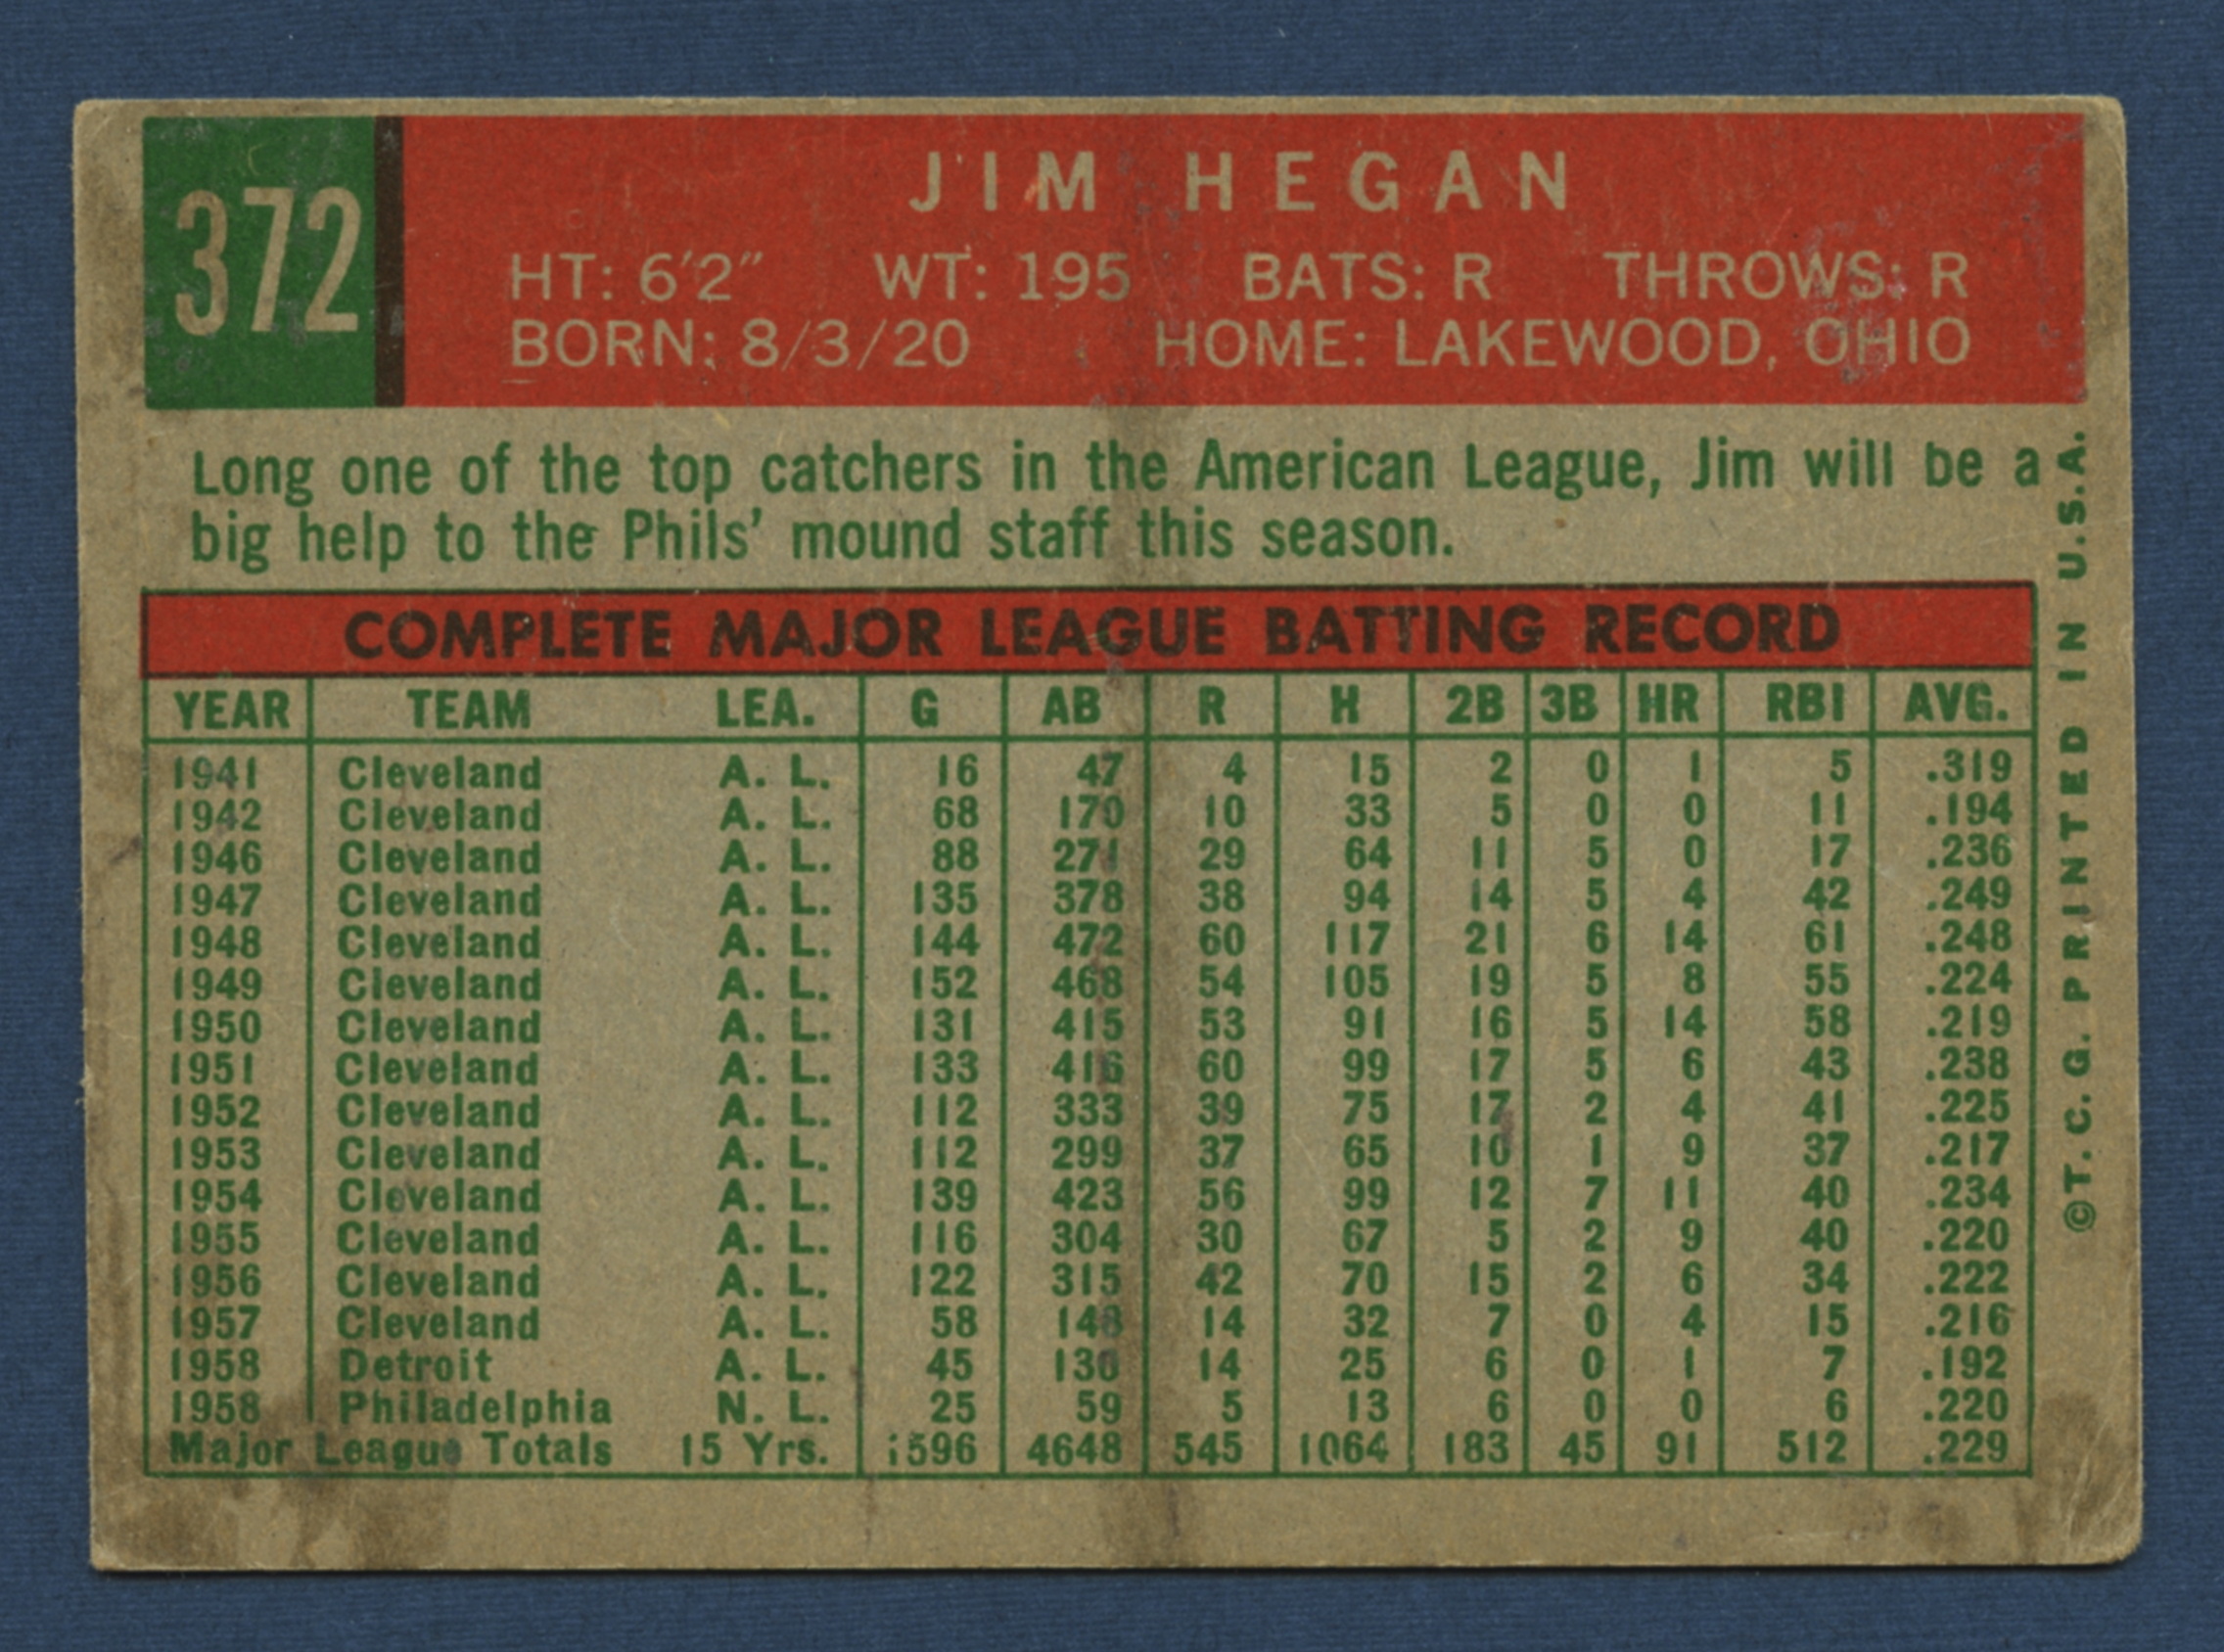 372
JIM HEGAN
HT: 6'2" WT: 195 BATS: R THROWS: R
BORN: 8/3/20 HOME: LAKEWOOD, OHIO
Long one of the top catchers in the American League, Jim will be a
big help to the Phils' mound staff this season.
COMPLETE MAJOR LEAGUE BATTING RECORD
YEAR TEAM LEA. G AB R H 2B 3B HR RBI AVG.
1941 Cleveland A. L. 16 47 4 15 2 0 1 5 .319
1942 Cleveland A. L. 68 170 10 33 5 0 0 11 .194
1946 Cleveland A. L. 88 271 29 64 11 5 0 17 .236
1947 Cleveland A. L. 135 378 38 94 14 5 4 42 .249
1948 Cleveland A. L. 144 472 60 117 21 6 14 61 .248
1949 Cleveland A. L. 152 468 54 105 19 5 8 55 .224
1950 Cleveland A. L. 131 415 53 91 16 5 14 58 .219
1951 Cleveland A. L. 133 416 60 99 17 5 6 43 .238
1952 Cleveland A. L. 112 333 39 75 17 2 4 41 .225
1953 Cleveland A. L. 112 299 37 65 10 1 9 37 .217
1954 Cleveland A. L. 139 423 56 99 12 7 11 40 .234
1955 Cleveland A. L. 116 304 30 67 5 2 9 40 .220
1956 Cleveland A. L. 122 315 42 70 15 2 6 34 .222
1957 Cleveland A. L. 58 148 14 32 7 0 4 15 .216
1958 Detroit A. L. 45 130 14 25 6 0 1 7 .192
1958 Philadelphia N. L. 25 59 5 13 6 0 0 6 .220
Major League Totals 15 Yrs. 1596 4648 545 1064 183 45 91 512 .229
©T. C. G. PRINTED IN U.S.A.